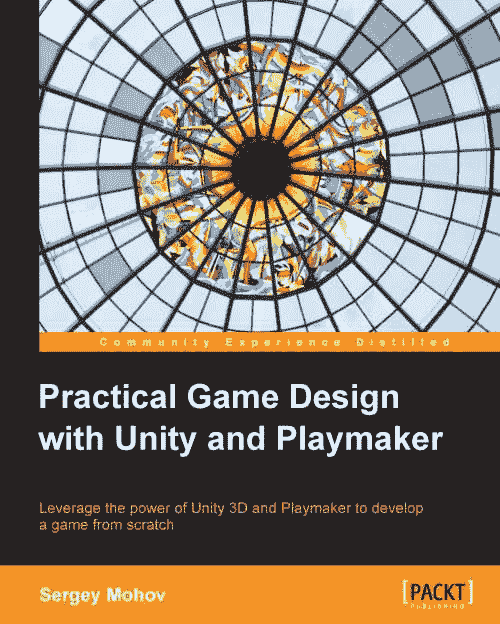 Community Experience Distilled
Practical Game Design
with Unity and Playmaker
Leverage the power of Unity 3D and Playmaker to develop
a game from scratch
Sergey Mohov
[PACKT]
PUBLISHING